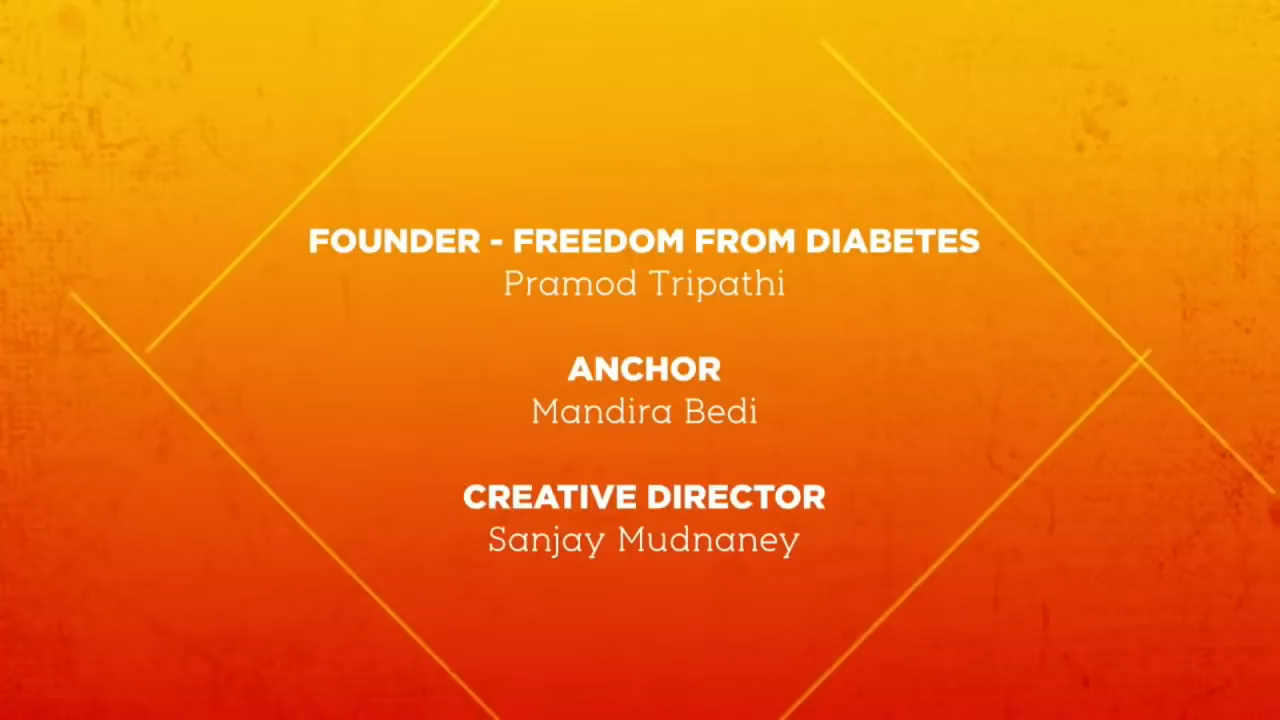 FOUNDER - FREEDOM FROM DIABETES
Pramod Tripathi
ANCHOR
Mandira Bedi
CREATIVE DIRECTOR
Sanjay Mudnaney